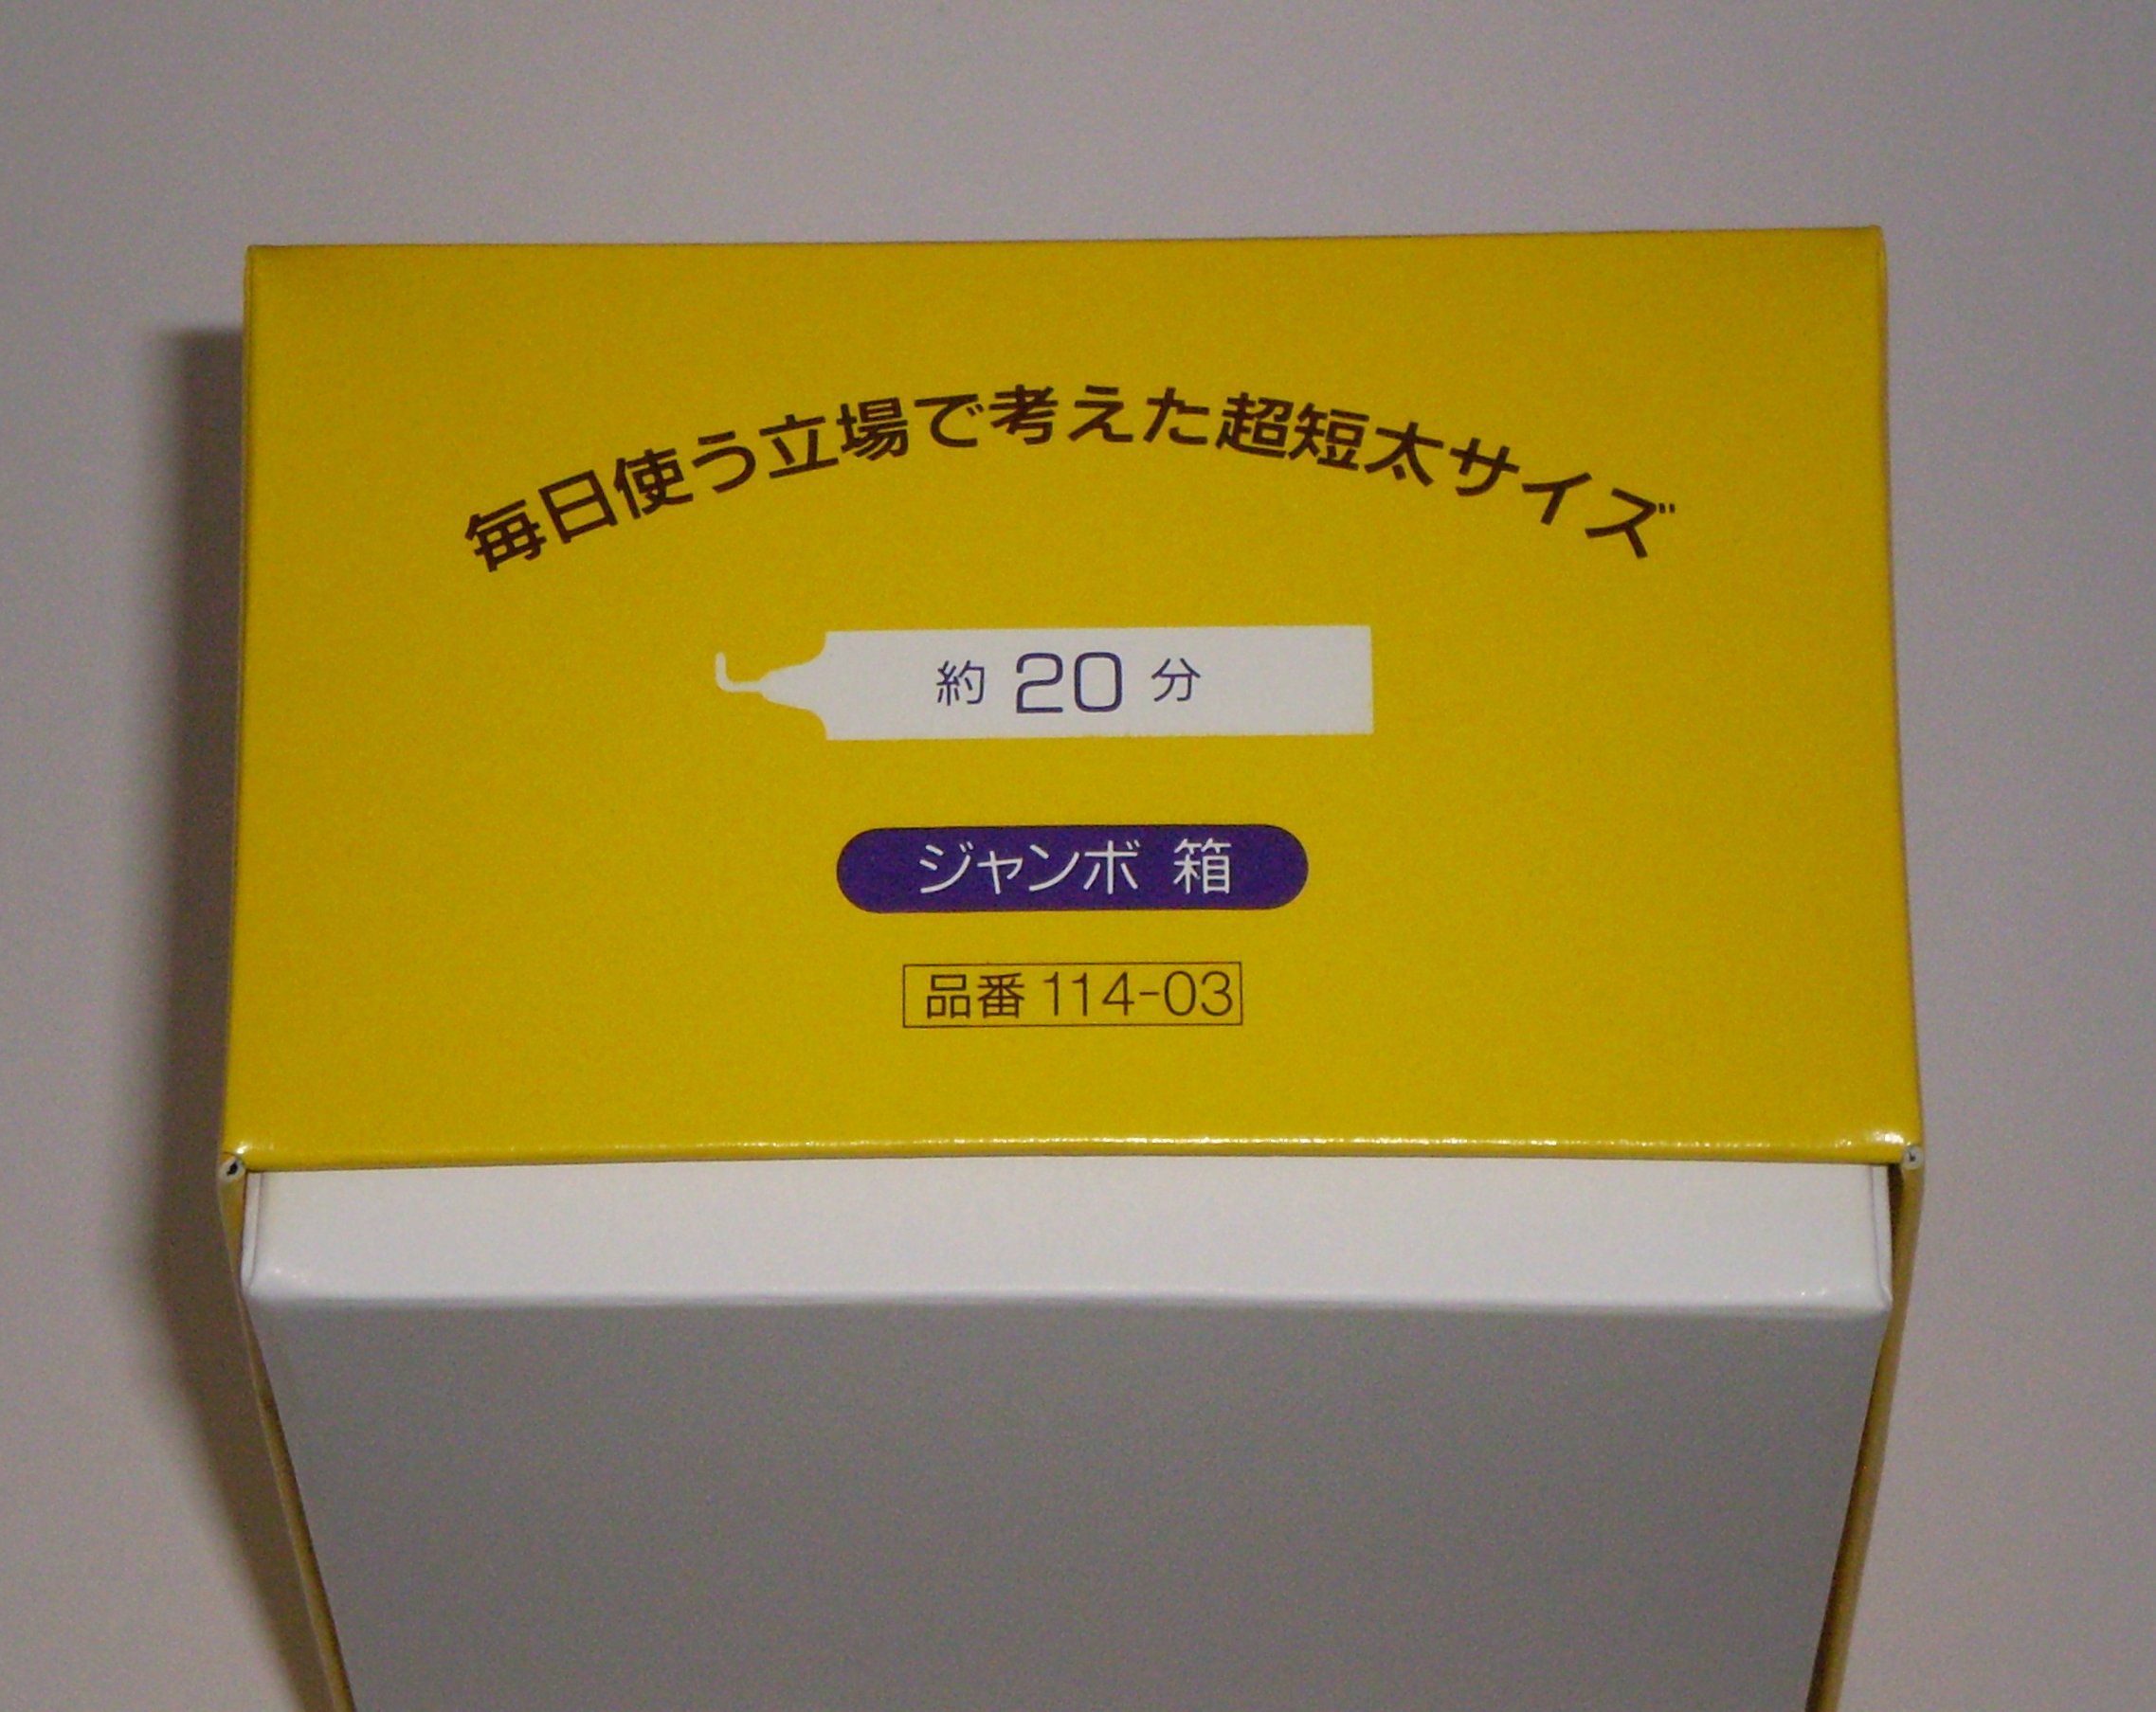 毎日使う立場で考えた超短太サイズ
約 20 分
ジャンボ 箱
品番 114-03